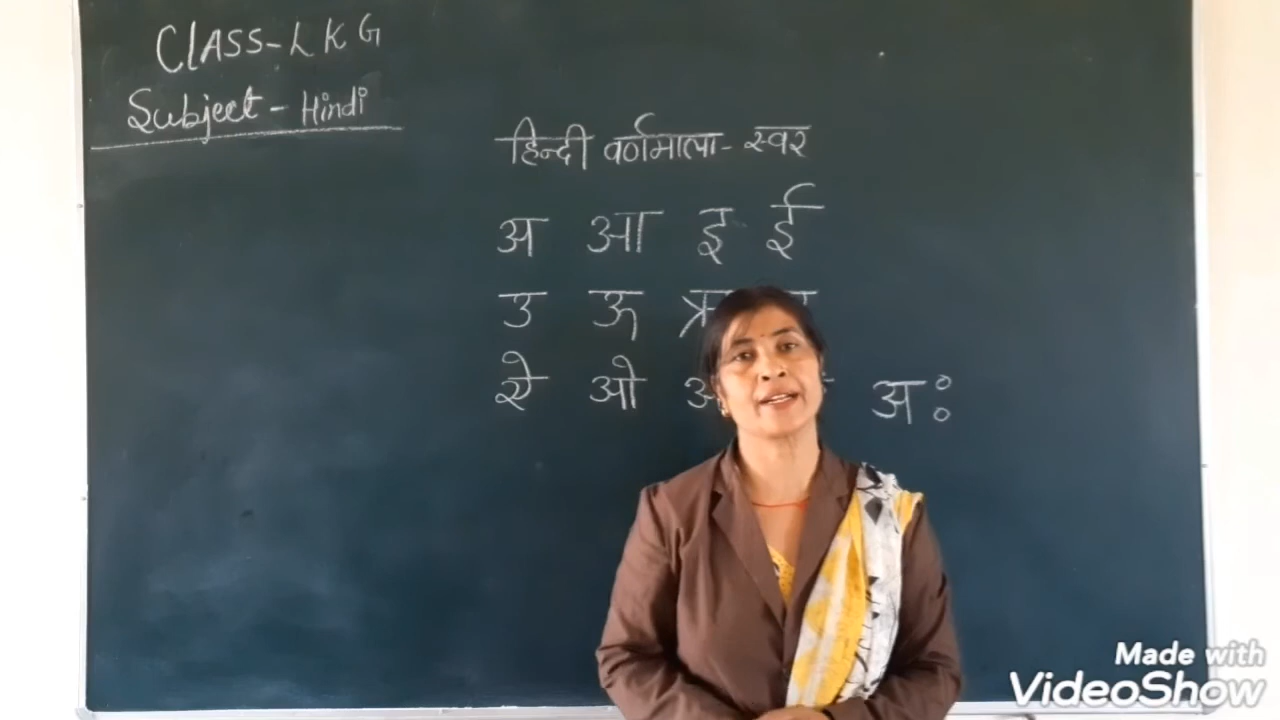 Class-LKG
Subject - Hindi
हिन्दी वर्णमाला - स्वर
अ आ इ ई
उ ऊ ऋ
ऐ ओ अः
Made with
VideoShow